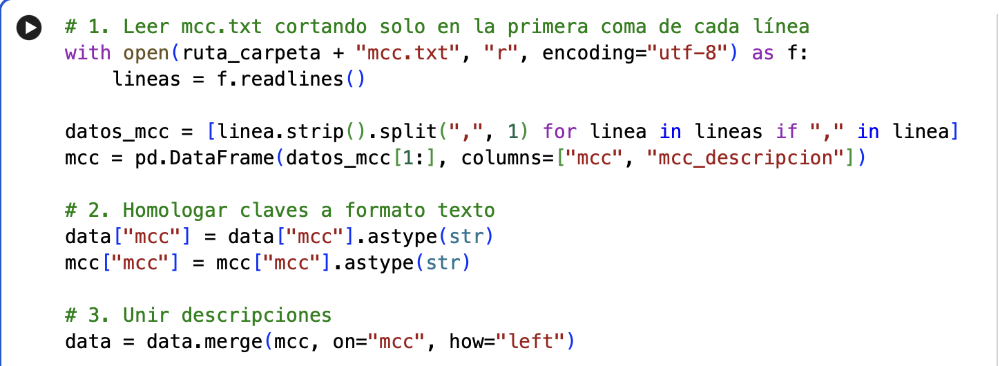 # 1. Leer mcc.txt cortando solo en la primera coma de cada línea
with open(ruta_carpeta + "mcc.txt", "r", encoding="utf-8") as f:
    lineas = f.readlines()

datos_mcc = [linea.strip().split(",", 1) for linea in lineas if "," in linea]
mcc = pd.DataFrame(datos_mcc[1:], columns=["mcc", "mcc_descripcion"])

# 2. Homologar claves a formato texto
data["mcc"] = data["mcc"].astype(str)
mcc["mcc"] = mcc["mcc"].astype(str)

# 3. Unir descripciones
data = data.merge(mcc, on="mcc", how="left")